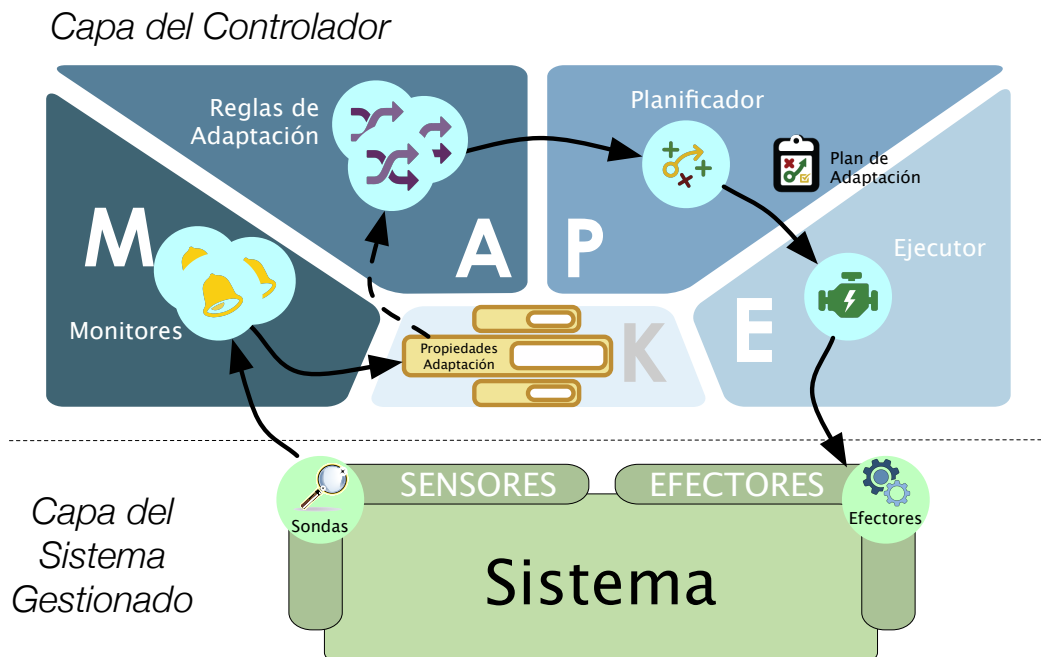 Capa del Controlador
Reglas de
Adaptación
Planificador
Plan de
Adaptación
M
A
P
E
K
Ejecutor
Monitores
Propiedades
Adaptación
SENSORES
EFECTORES
Sondas
Efectores
Capa del
Sistema
Gestionado
Sistema